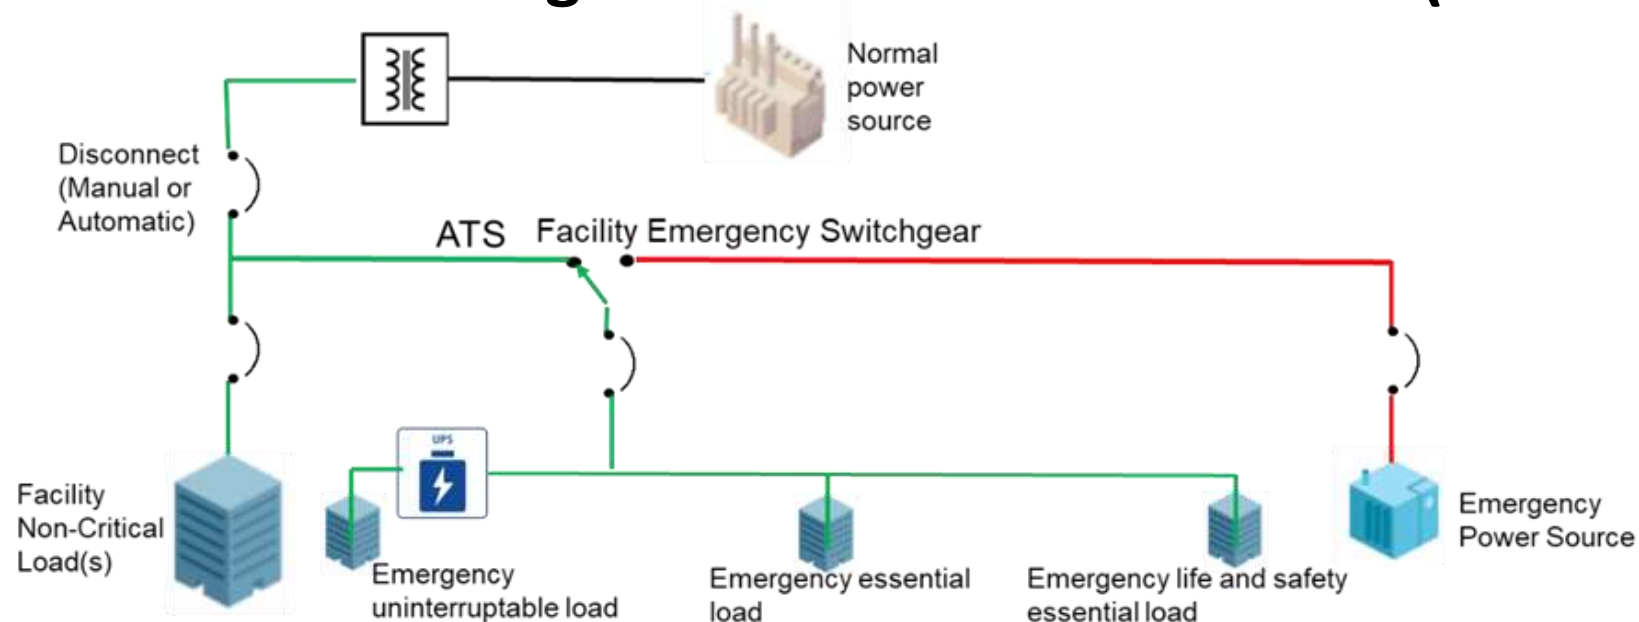 Normal
power
source
Disconnect
(Manual or
Automatic)
ATS
Facility Emergency Switchgear
UPS
Facility
Non-Critical
Load(s)
Emergency
uninterruptable load
Emergency essential
load
Emergency life and safety
essential load
Emergency
Power Source